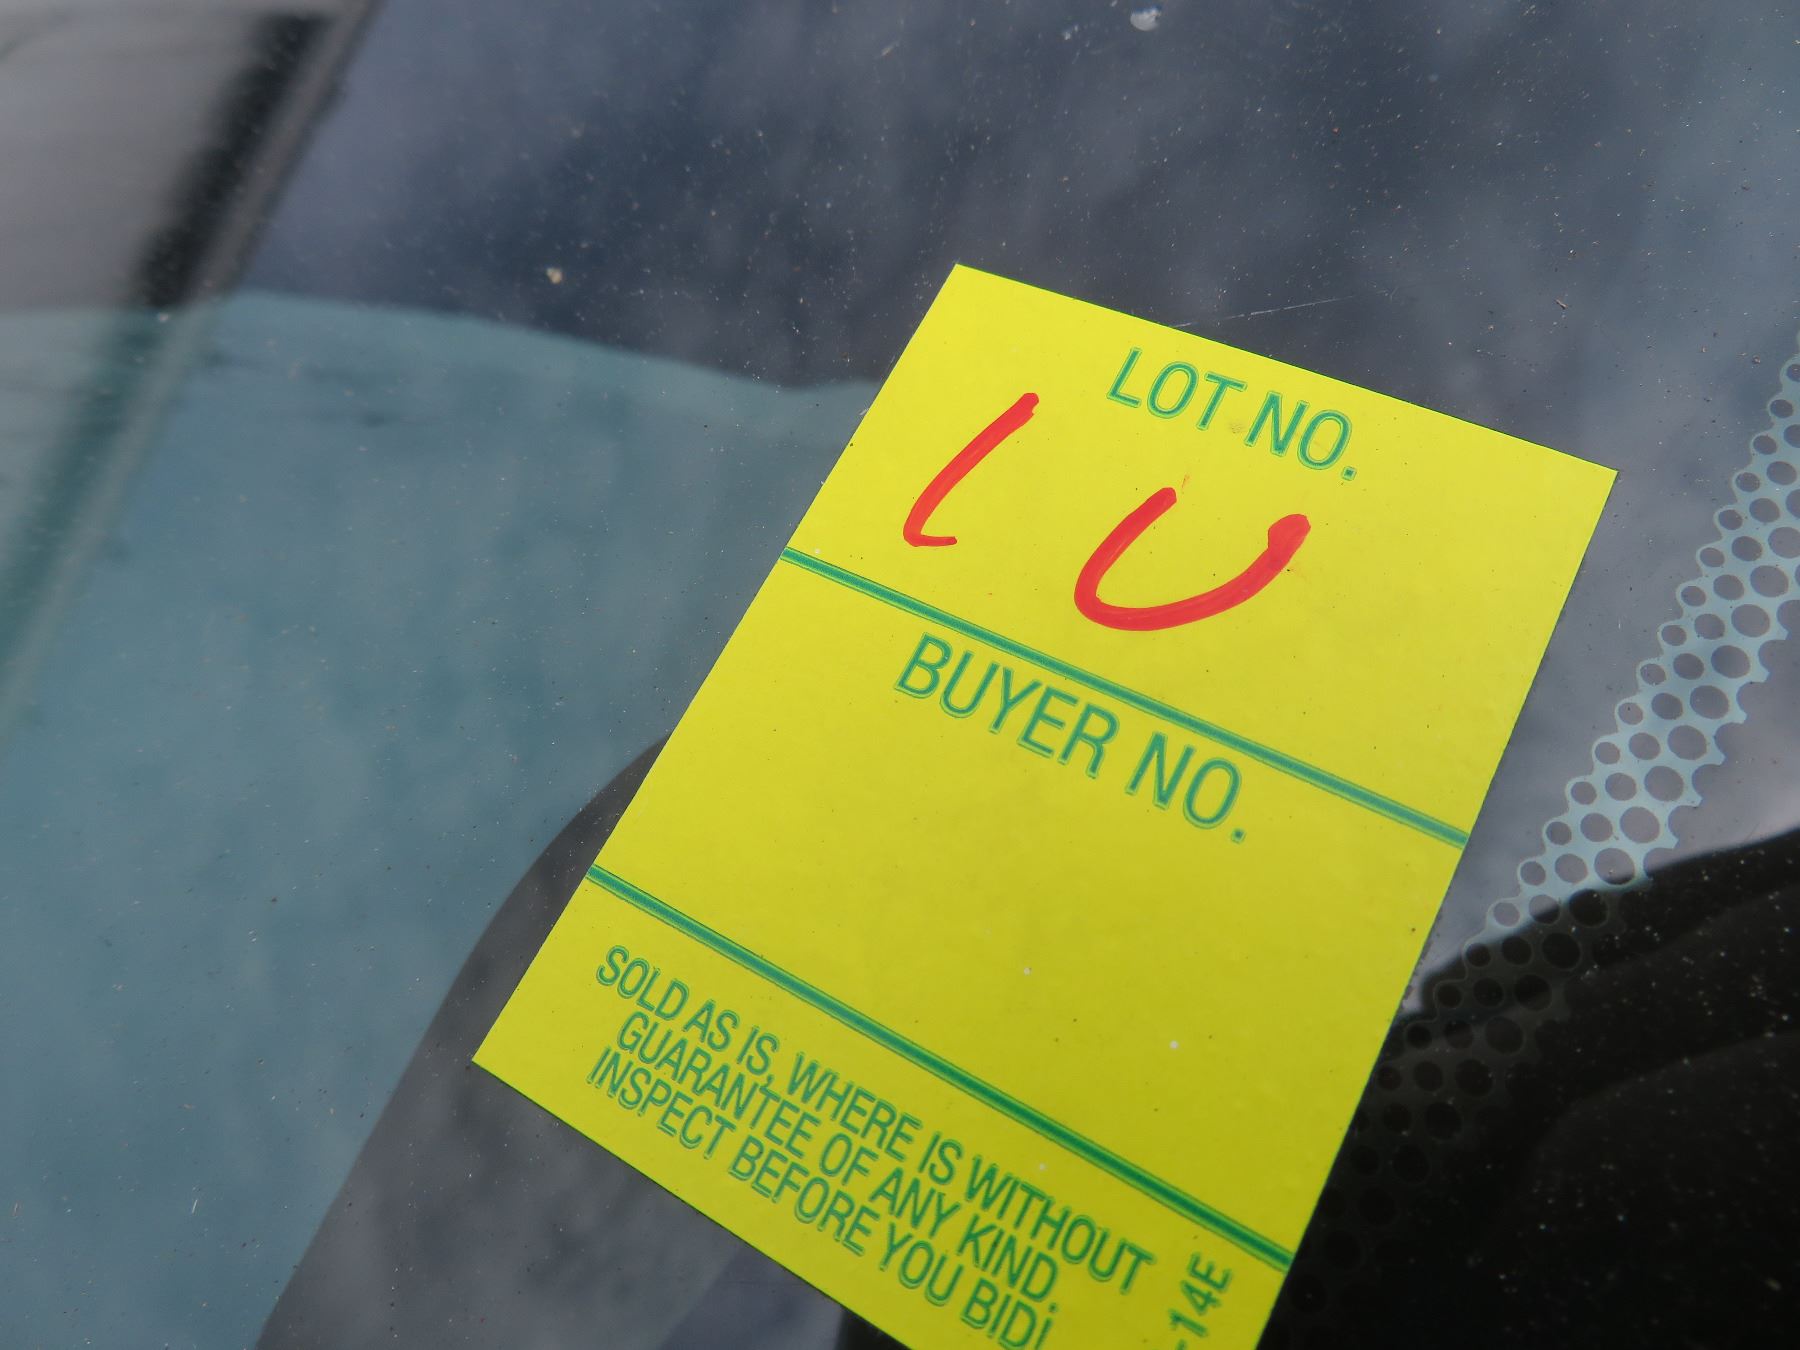 LOT NO.
10
BUYER NO.
SOLD AS IS, WHERE IS WITHOUT
GUARANTEE OF ANY KIND.
INSPECT BEFORE YOU BID!
-14E